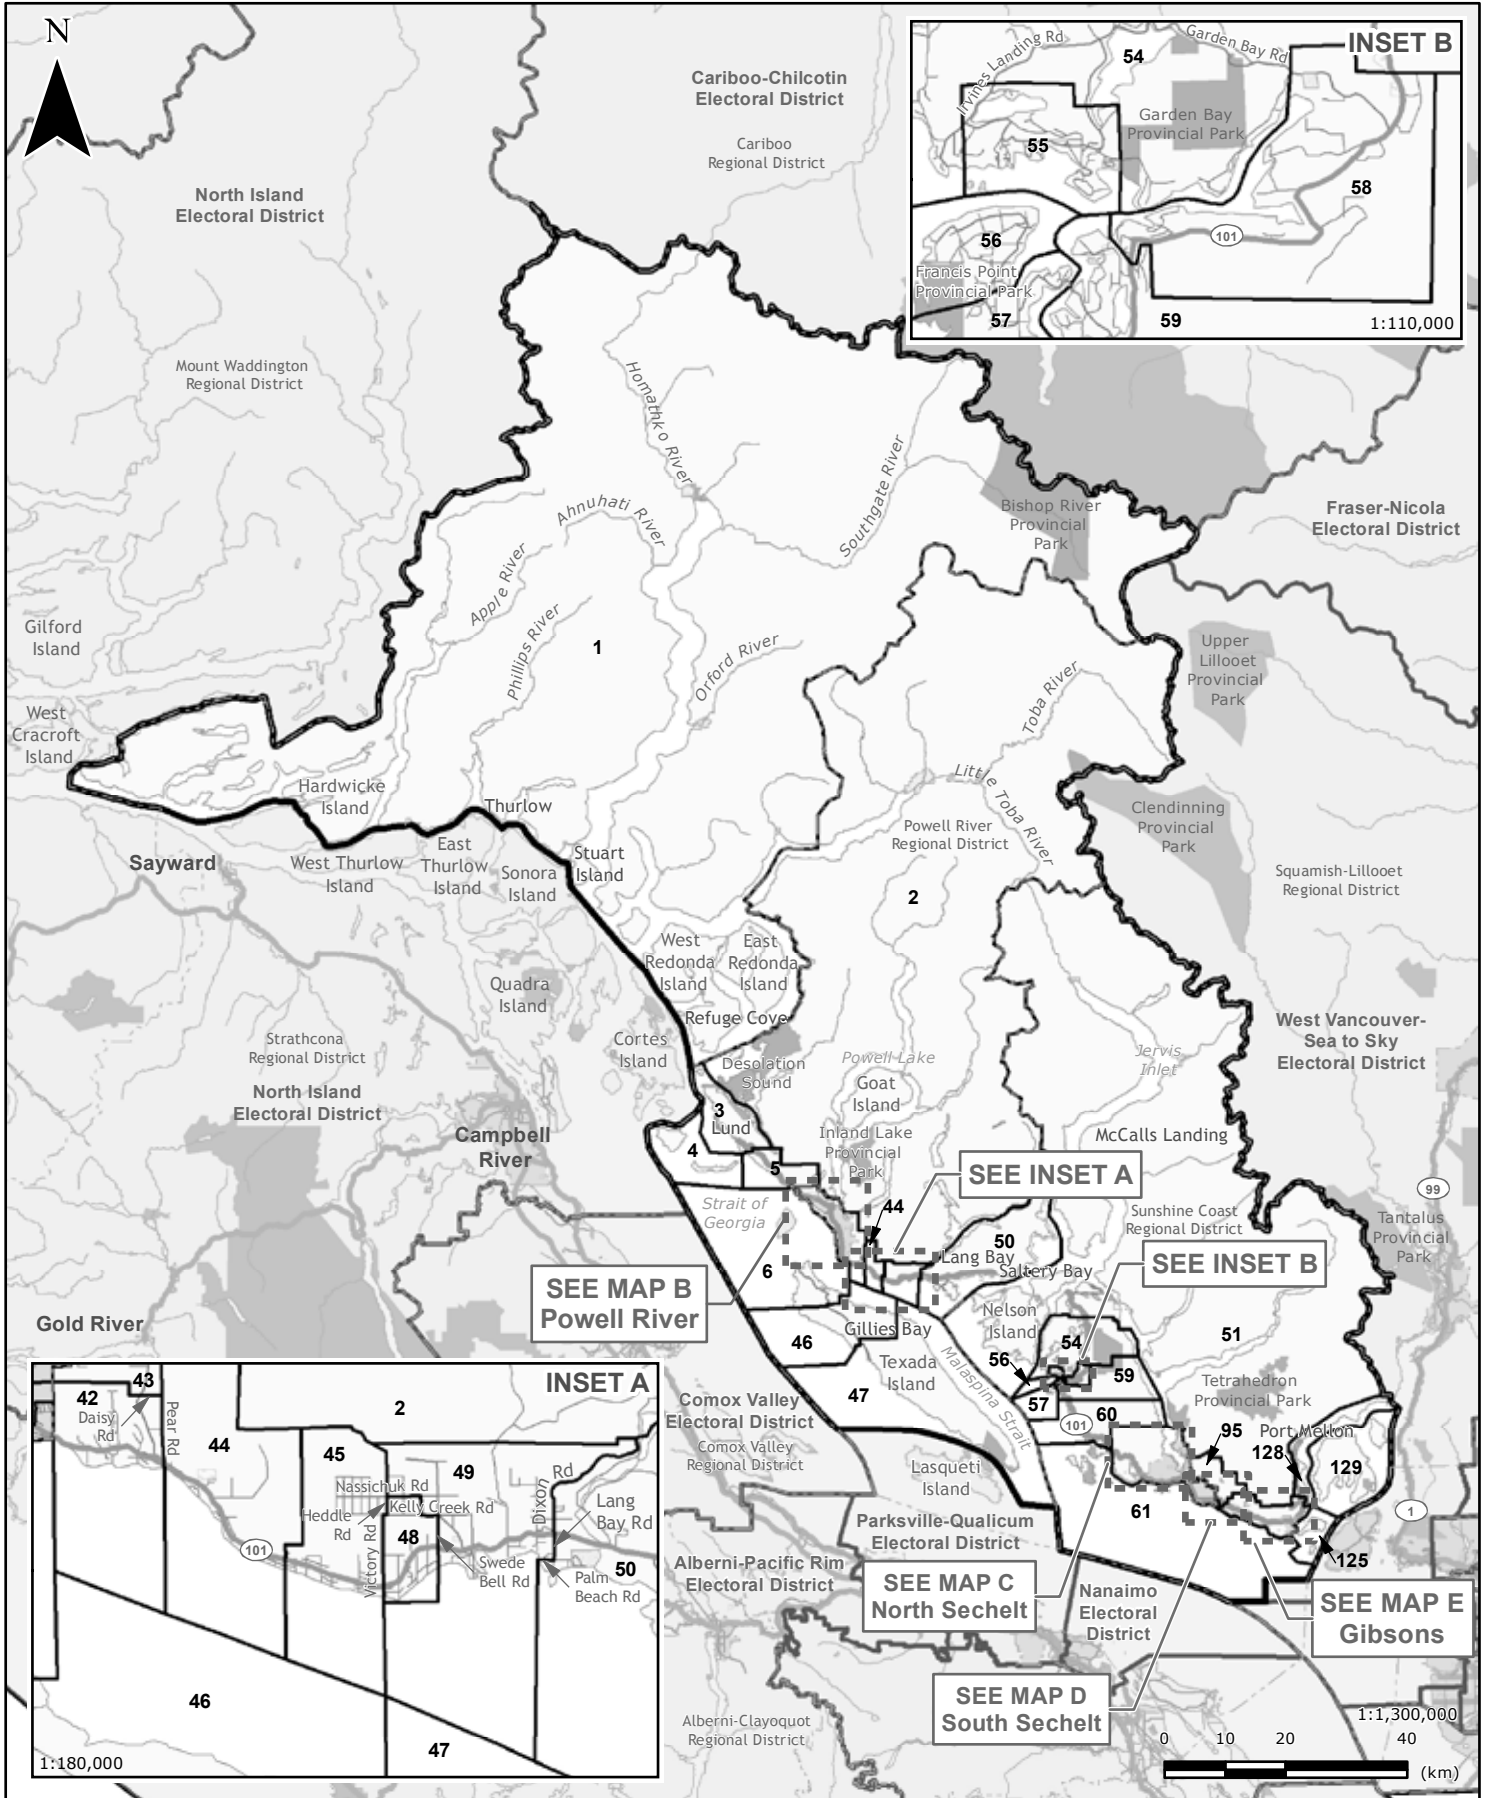 N
Cariboo-Chilcotin
Electoral District
Cariboo
Regional District
North Island
Electoral District
Mount Waddington
Regional District
INSET B
Irvines Landing Rd
54
Garden Bay Rd
Garden Bay
Provincial Park
55
58
56
101
Francis Point
Provincial Park
57
59
1:110,000
Homathko River
Southgate River
Ahnuhati River
Bishop River
Provincial
Park
Fraser-Nicola
Electoral District
Apple River
Phillips River
1
Orford River
Gilford
Island
Upper
Lillooet
Provincial
Park
Toba River
West
Cracroft
Island
Hardwicke
Island
Thurlow
Little Toba River
Clendinning
Provincial
Park
Powell River
Regional District
2
Sayward
West Thurlow
Island
East
Thurlow
Island
Sonora
Island
Stuart
Island
Squamish-Lillooet
Regional District
West
Redonda
Island
East
Redonda
Island
Quadra
Island
Refuge Cove
Cortes
Island
Strathcona
Regional District
North Island
Electoral District
West Vancouver-
Sea to Sky
Electoral District
Desolation
Sound
Powell Lake
Goat
Island
Jervis
Inlet
3
Lund
4
5
Inland Lake
Provincial
Park
McCalls Landing
Campbell
River
SEE INSET A
Strait of
Georgia
44
50
Lang Bay
Saltery Bay
Sunshine Coast
Regional District
99
Tantalus
Provincial
Park
SEE INSET B
6
SEE MAP B
Powell River
Gold River
Nelson
Island
Gillies Bay
46
54
51
56
59
Texada
Island
Malaspina Strait
47
57
101
60
Tetrahedron
Provincial Park
95
Port Mellon
128
129
Comox Valley
Electoral District
Comox Valley
Regional District
Lasqueti
Island
61
1
125
Parksville-Qualicum
Electoral District
Alberni-Pacific Rim
Electoral District
SEE MAP C
North Sechelt
Nanaimo
Electoral
District
SEE MAP E
Gibsons
SEE MAP D
South Sechelt
Alberni-Clayoquot
Regional District
1:1,300,000
0
10
20
40
(km)
INSET A
42
43
Daisy
Rd
Pear Rd
2
44
45
49
Nassichuk Rd
Kelly Creek Rd
Heddle
Rd
Victory Rd
48
Dixon Rd
Lang
Bay Rd
101
Swede
Bell Rd
Palm
Beach Rd
50
46
47
1:180,000